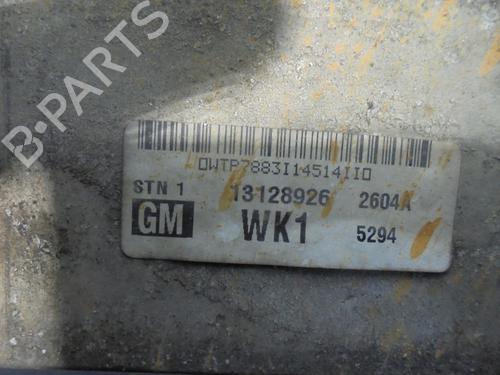 B-PARTS
0WTP7883I14514II0
STN 1 13128926 2604A
GM WK1 5294